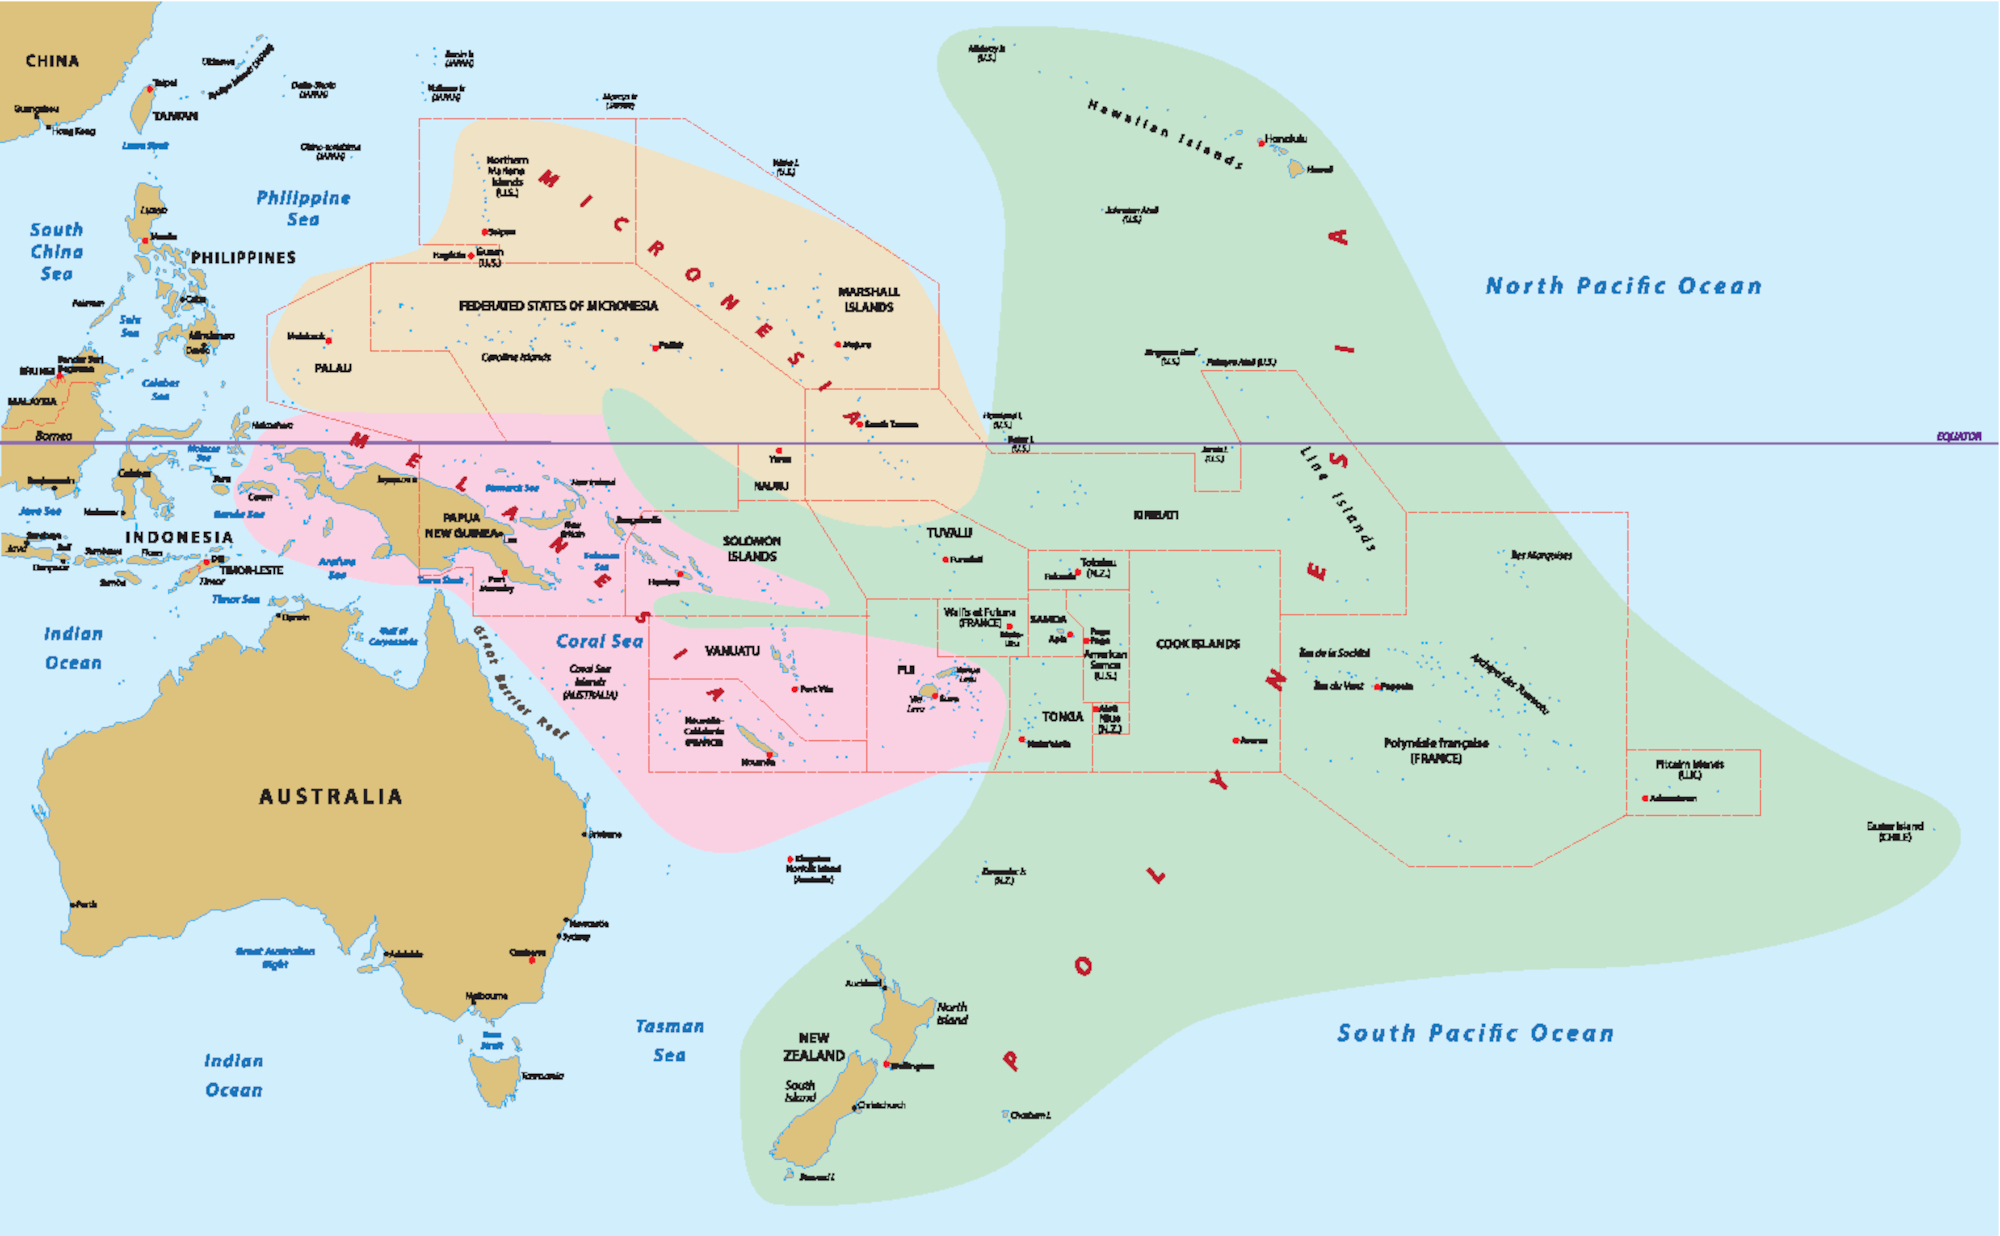 CHINA
Guangzhou
Hong Kong
Taipei
TAIWAN
Okinawa
Ryukyu Islands (JAPAN)
Daito Shoto
(JAPAN)
Bonin Is
(JAPAN)
Volcano Is
(JAPAN)
Marcus Is
(JAPAN)
Okino-torishima
(JAPAN)
Luzon Strait
Philippine
Sea
South
China
Sea
Luzon
Manila
PHILIPPINES
Palawan
Cebu
Sulu
Sea
Mindanao
Davao
Bandar Seri
Begawan
BRUNEI
MALAYSIA
Borneo
Celebes
Sea
Halmahera
Molucca
Sea
Celebes
Buru
Ceram
Banda Sea
Banjarmasin
Makassar
Java Sea
INDONESIA
Surabaya
Java
Bali
Denpasar
Sumbawa
Flores
Sumba
Dili
TIMOR-LESTE
Timor
Timor Sea
Arafura
Sea
Indian
Ocean
MICRONESIA
Northern
Mariana
Islands
(U.S.)
Saipan
Hagåtña
Guam
(U.S.)
Wake I.
(U.S.)
FEDERATED STATES OF MICRONESIA
Caroline Islands
Palikir
Melekeok
PALAU
MARSHALL
ISLANDS
Majuro
South Tarawa
Yaren
NAURU
EQUATOR
MELANESIA
Jayapura
Bismarck Sea
New Ireland
PAPUA
NEW GUINEA
Lae
New
Britain
Bougainville
Solomon
Sea
Port
Moresby
Torres Strait
SOLOMON
ISLANDS
Honiara
Coral Sea
Coral Sea
Islands
(AUSTRALIA)
Great Barrier Reef
VANUATU
Port Vila
Nouvelle-
Calédonie
(FRANCE)
Nouméa
FIJI
Vanua
Levu
Viti
Levu
Suva
POLYNESIA
Midway Is
(U.S.)
Hawaiian Islands
Honolulu
Hawaii
Johnston Atoll
(U.S.)
North Pacific Ocean
Kingman Reef
(U.S.)
Palmyra Atoll (U.S.)
Howland I.
(U.S.)
Baker I.
(U.S.)
Jarvis I.
(U.S.)
Line Islands
KIRIBATI
TUVALU
Funafuti
Tokelau
(N.Z.)
Fakaofo
Wallis et Futuna
(FRANCE)
Mata-
Utu
SAMOA
Apia
Pago
Pago
American
Samoa
(U.S.)
COOK ISLANDS
Avarua
TONGA
Nuku'alofa
Alofi
Niue
(N.Z.)
Îles Marquises
Îles de la Société
Îles du Vent
Papeete
Archipel des Tuamotu
Polynésie française
(FRANCE)
Pitcairn Islands
(U.K.)
Adamstown
Easter Island
(CHILE)
Darwin
Gulf of
Carpentaria
AUSTRALIA
Brisbane
Perth
Newcastle
Sydney
Canberra
Adelaide
Great Australian
Bight
Melbourne
Bass
Strait
Tasmania
Indian
Ocean
Tasman
Sea
Kingston
Norfolk Island
(Australia)
Kermadec Is
(N.Z.)
Auckland
North
Island
NEW
ZEALAND
Wellington
South
Island
Christchurch
Chatham I.
Stewart I.
South Pacific Ocean